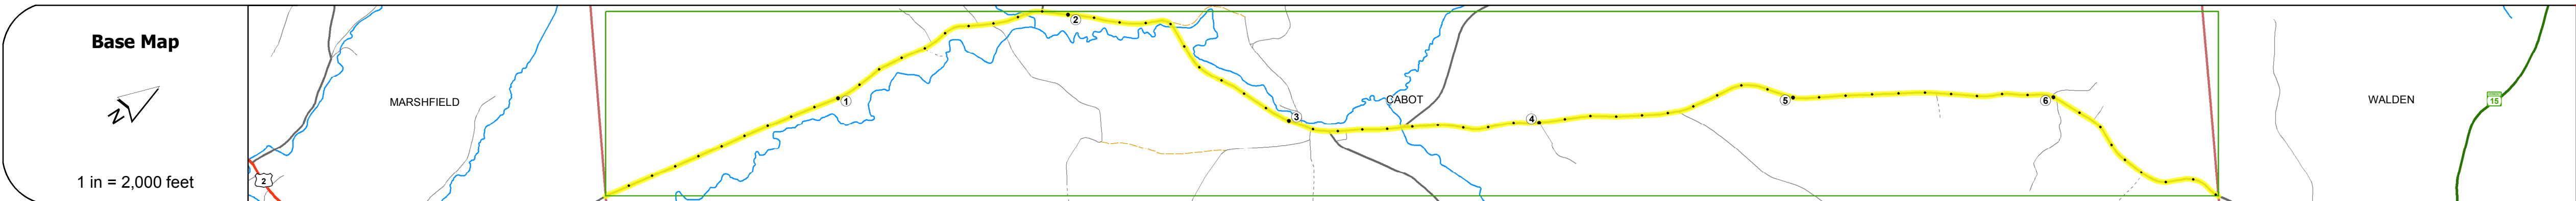 Base Map
N
1 in = 2,000 feet
2
MARSHFIELD
1
2
3
CABOT
4
5
6
WALDEN
15